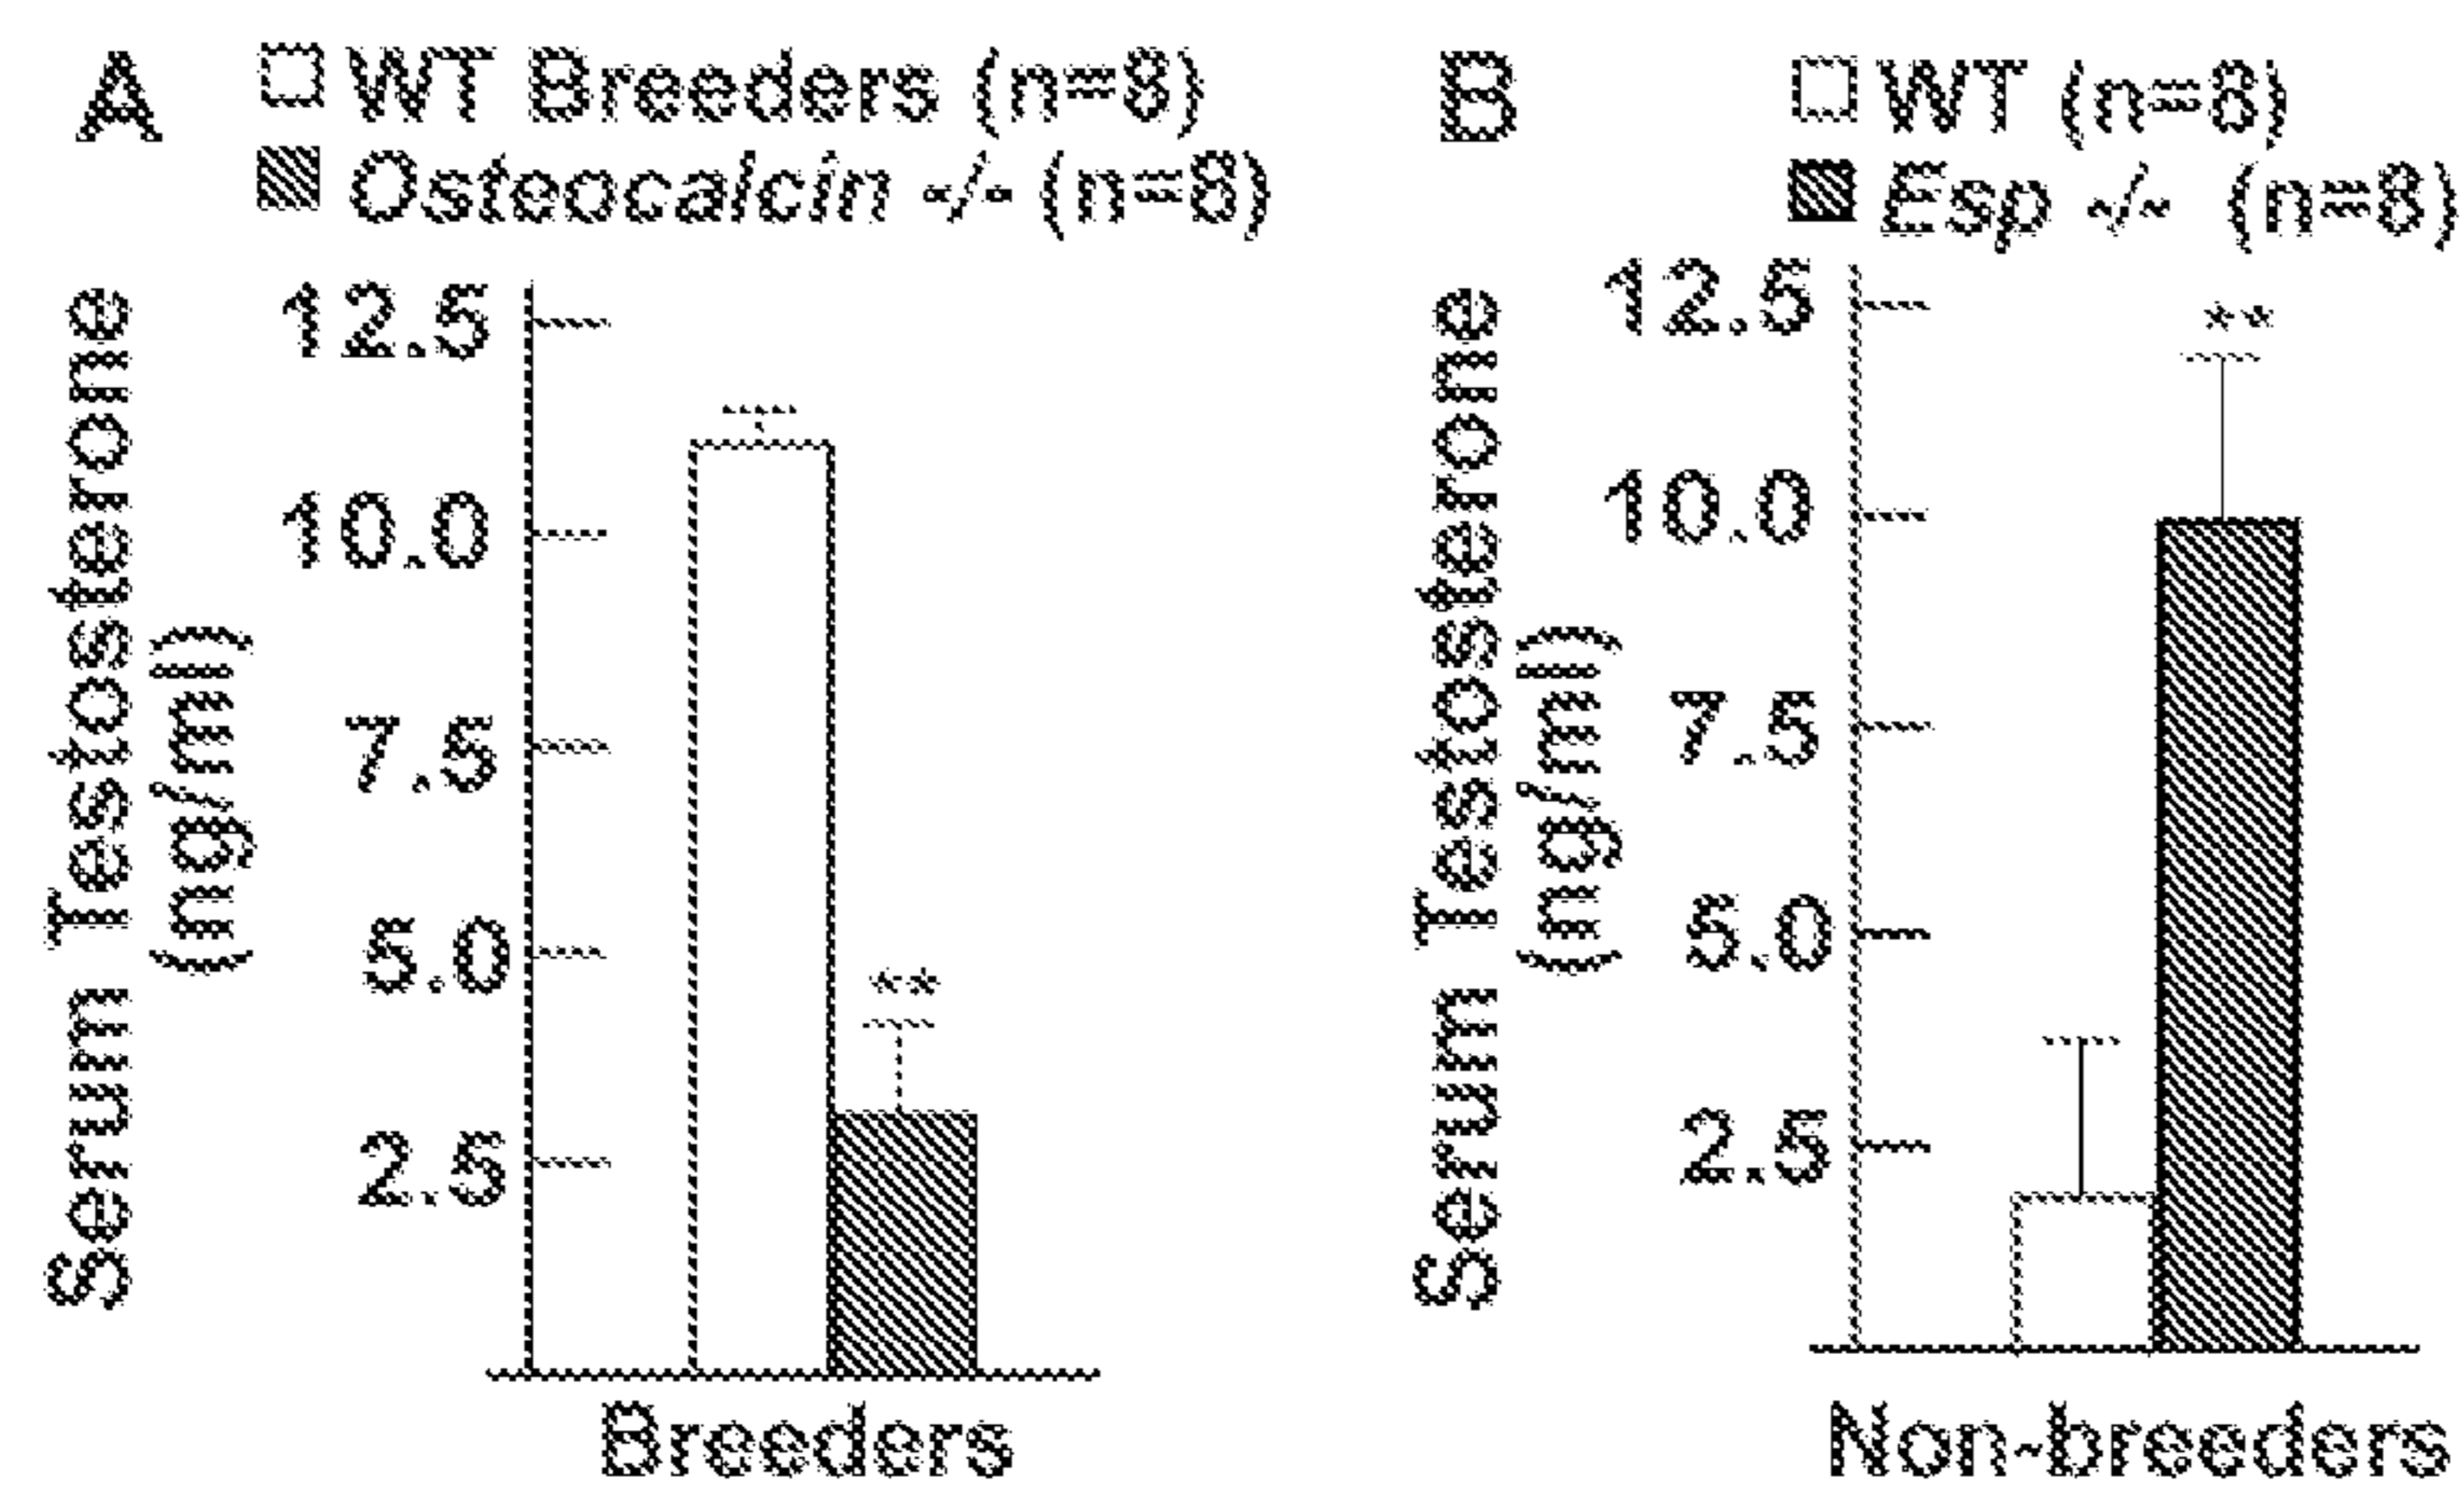 A
WT Breeders (n=8)
Osteocalcin -/- (n=8)
Serum Testosterone
(ng/ml)
12.5
10.0
7.5
5.0
**
2.5
Breeders
B
WT (n=8)
Esp -/- (n=8)
Serum Testosterone
(ng/ml)
12.5
**
10.0
7.5
5.0
2.5
Non-breeders